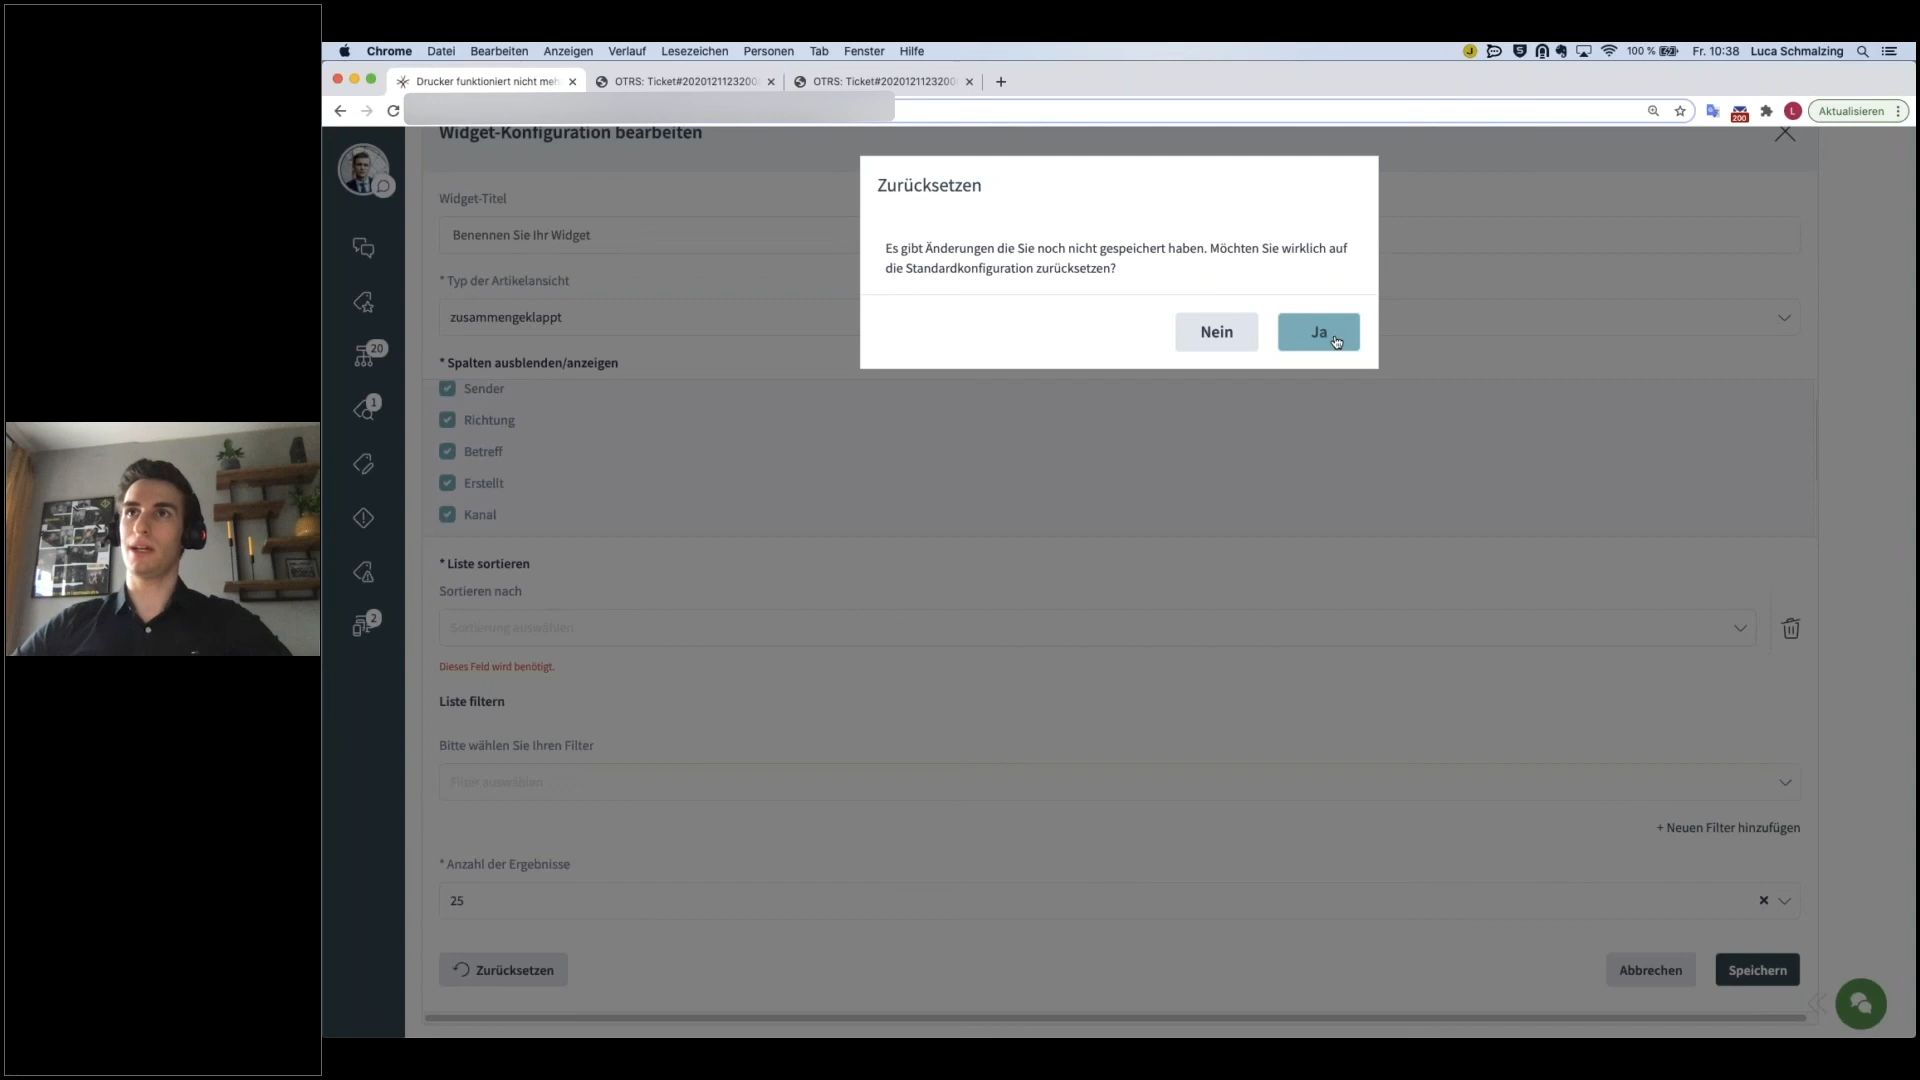 Chrome Datei Bearbeiten Anzeigen Verlauf Lesezeichen Personen Tab Fenster Hilfe
100 % Fr. 10:38 Luca Schmalzing
Drucker funktioniert nicht meh
OTRS: Ticket#2020121123200
OTRS: Ticket#2020121123200
200
L
Aktualisieren
Widget-Konfiguration bearbeiten
Widget-Titel
Benennen Sie Ihr Widget
* Typ der Artikelansicht
zusammengeklappt
* Spalten ausblenden/anzeigen
Sender
Richtung
Betreff
Erstellt
Kanal
* Liste sortieren
Sortieren nach
Sortierung auswählen
Dieses Feld wird benötigt.
Liste filtern
Bitte wählen Sie Ihren Filter
Filter auswählen
+ Neuen Filter hinzufügen
* Anzahl der Ergebnisse
25
Zurücksetzen
Abbrechen
Speichern
Zurücksetzen
Es gibt Änderungen die Sie noch nicht gespeichert haben. Möchten Sie wirklich auf
die Standardkonfiguration zurücksetzen?
Nein
Ja
20
1
2